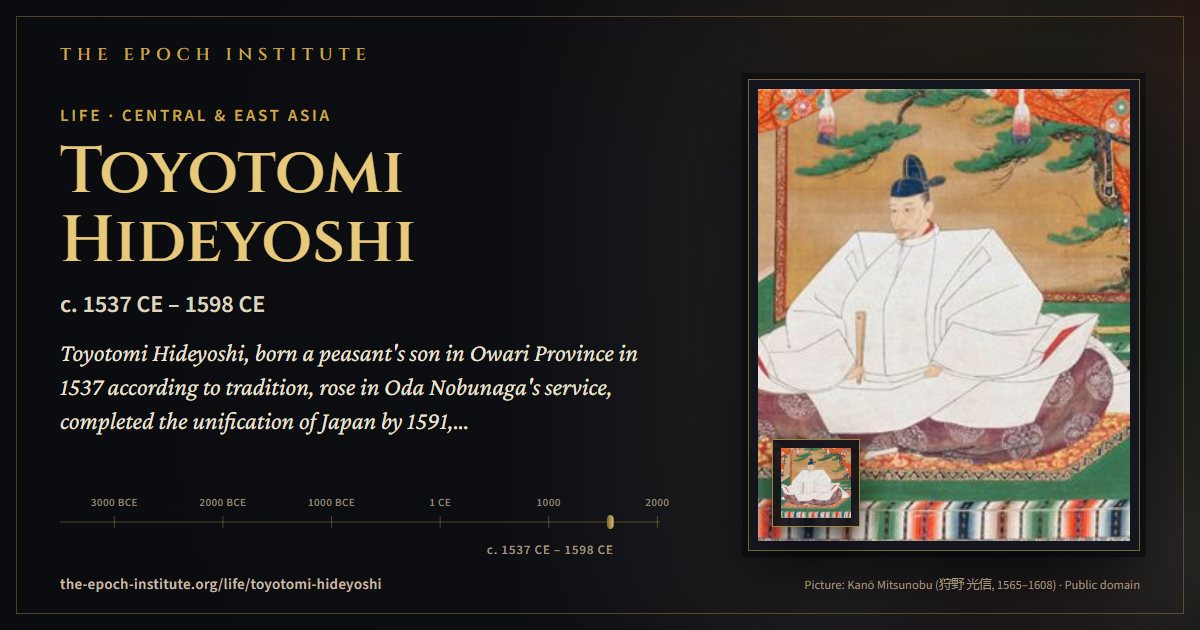 THE EPOCH INSTITUTE
LIFE · CENTRAL & EAST ASIA
TOYOTOMI
HIDEYOSHI
c. 1537 CE – 1598 CE
Toyotomi Hideyoshi, born a peasant's son in Owari Province in
1537 according to tradition, rose in Oda Nobunaga's service,
completed the unification of Japan by 1591,...
3000 BCE 2000 BCE 1000 BCE 1 CE 1000 2000
c. 1537 CE – 1598 CE
the-epoch-institute.org/life/toyotomi-hideyoshi
Picture: Kanō Mitsunobu (狩野光信, 1565–1608) · Public domain